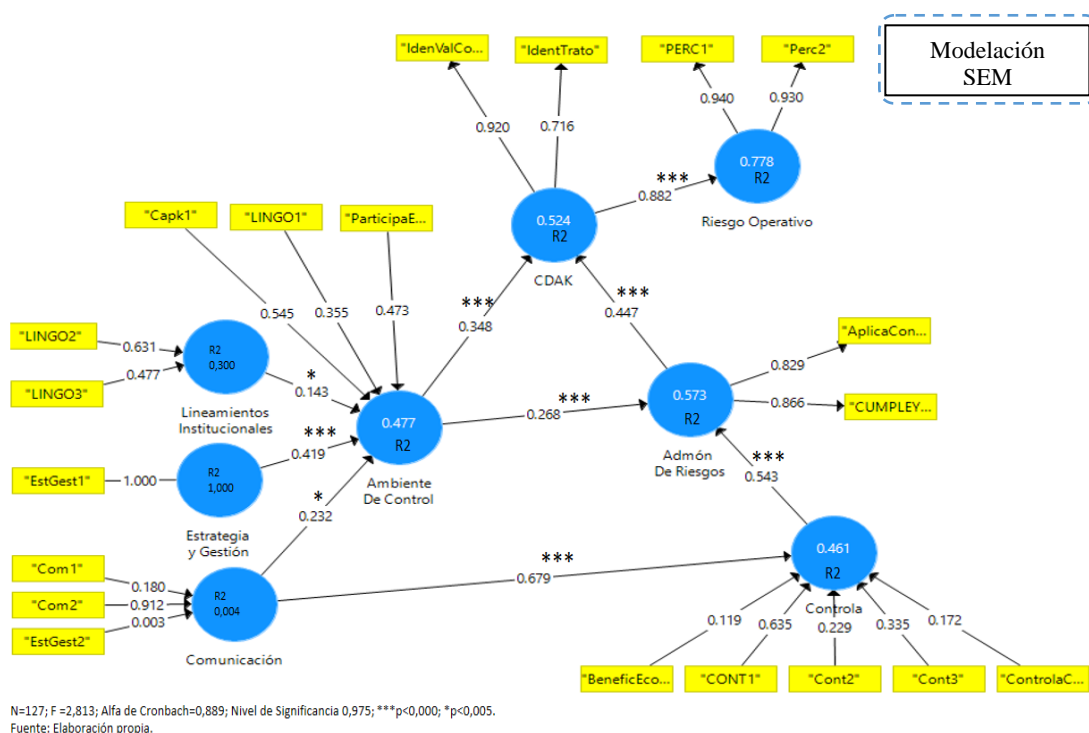 Modelación
SEM
"IdenValCo...
"IdentTrato"
"PERC1"
"Perc2"
0.920
0.716
0.940
0.930
0.778
R2
Riesgo Operativo
***
0.882
0.524
R2
CDAK
"Capk1"
"LINGO1"
"ParticipaE...
0.545
0.355
0.473
***
0.348
***
0.447
"LINGO2"
0.631
"LINGO3"
0.477
R2
0,300
Lineamientos
Institucionales
*
0.143
0.477
R2
Ambiente
De Control
***
0.268
0.573
R2
Admón
De Riesgos
"AplicaCon...
0.829
"CUMPLEY...
0.866
***
0.419
"EstGest1"
1.000
R2
1,000
Estrategia
y Gestión
*
0.232
***
0.543
"Com1"
0.180
"Com2"
0.912
"EstGest2"
0.003
R2
0,004
Comunicación
***
0.679
0.461
R2
Controla
0.119
0.635
0.229
0.335
0.172
"BeneficEco...
"CONT1"
"Cont2"
"Cont3"
"ControlaC...
N=127; F =2,813; Alfa de Cronbach=0,889; Nivel de Significancia 0,975; ***p<0,000; *p<0,005.
Fuente: Elaboración propia.